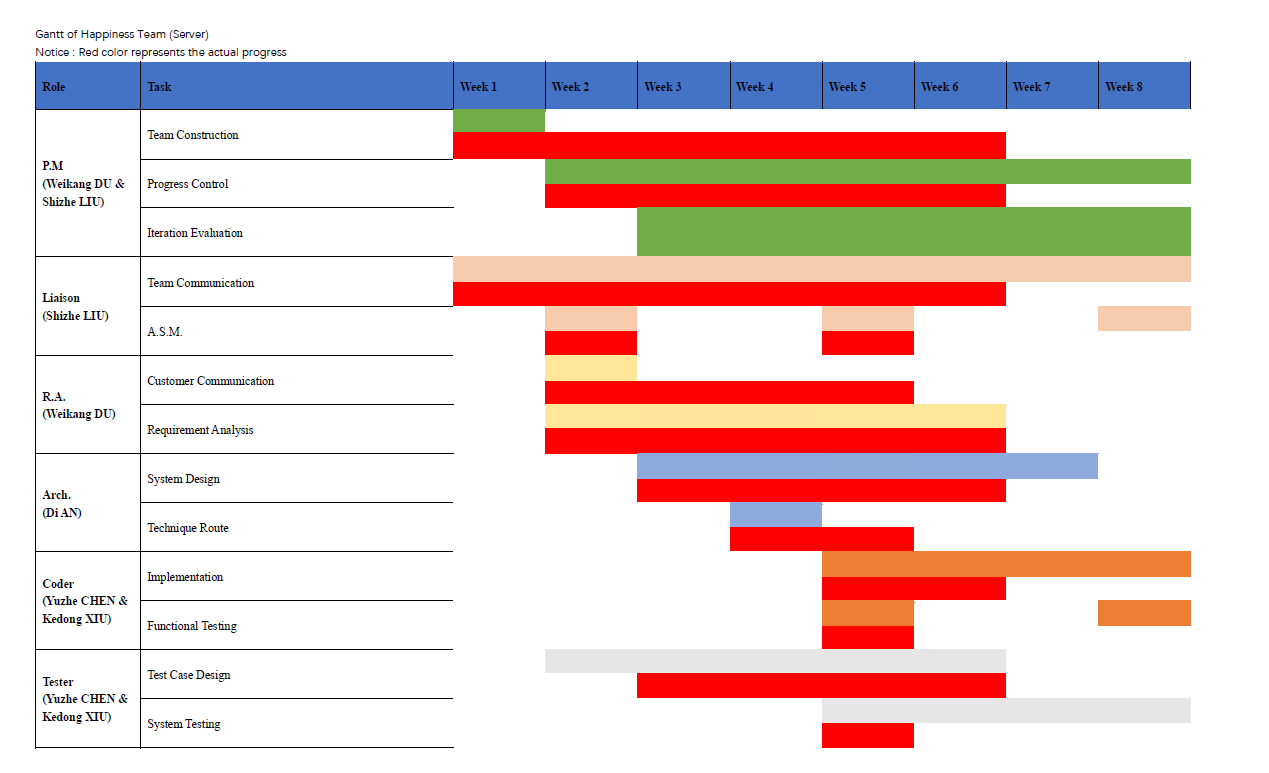 Gantt of Happiness Team (Server)
Notice : Red color represents the actual progress
Role Task Week 1 Week 2 Week 3 Week 4 Week 5 Week 6 Week 7 Week 8
P.M
(Weikang DU &
Shizhe LIU)
Team Construction
Progress Control
Iteration Evaluation
Liaison
(Shizhe LIU)
Team Communication
A.S.M.
R.A.
(Weikang DU)
Customer Communication
Requirement Analysis
Arch.
(Di AN)
System Design
Technique Route
Coder
(Yuzhe CHEN &
Kedong XIU)
Implementation
Functional Testing
Tester
(Yuzhe CHEN &
Kedong XIU)
Test Case Design
System Testing